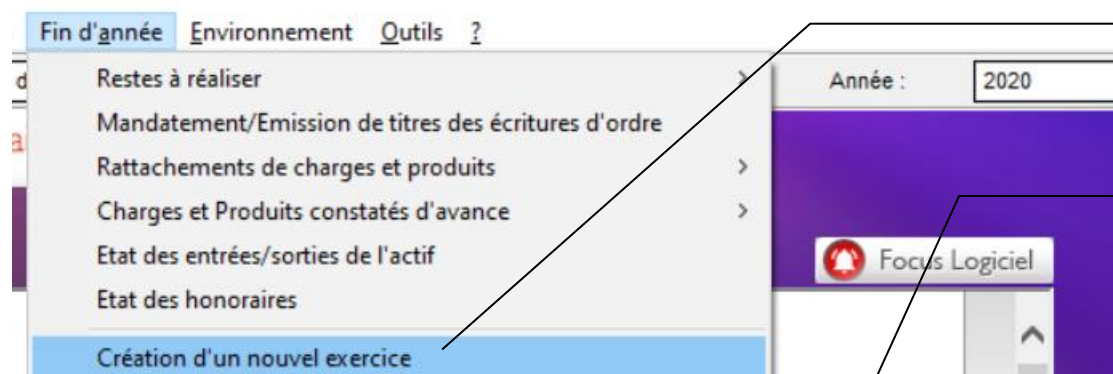 Fin d'année Environnement Outils ?
Restes à réaliser Année : 2020
Mandatement/Emission de titres des écritures d'ordre
Rattachements de charges et produits
Charges et Produits constatés d'avance
Etat des entrées/sorties de l'actif Focus Logiciel
Etat des honoraires
Création d'un nouvel exercice